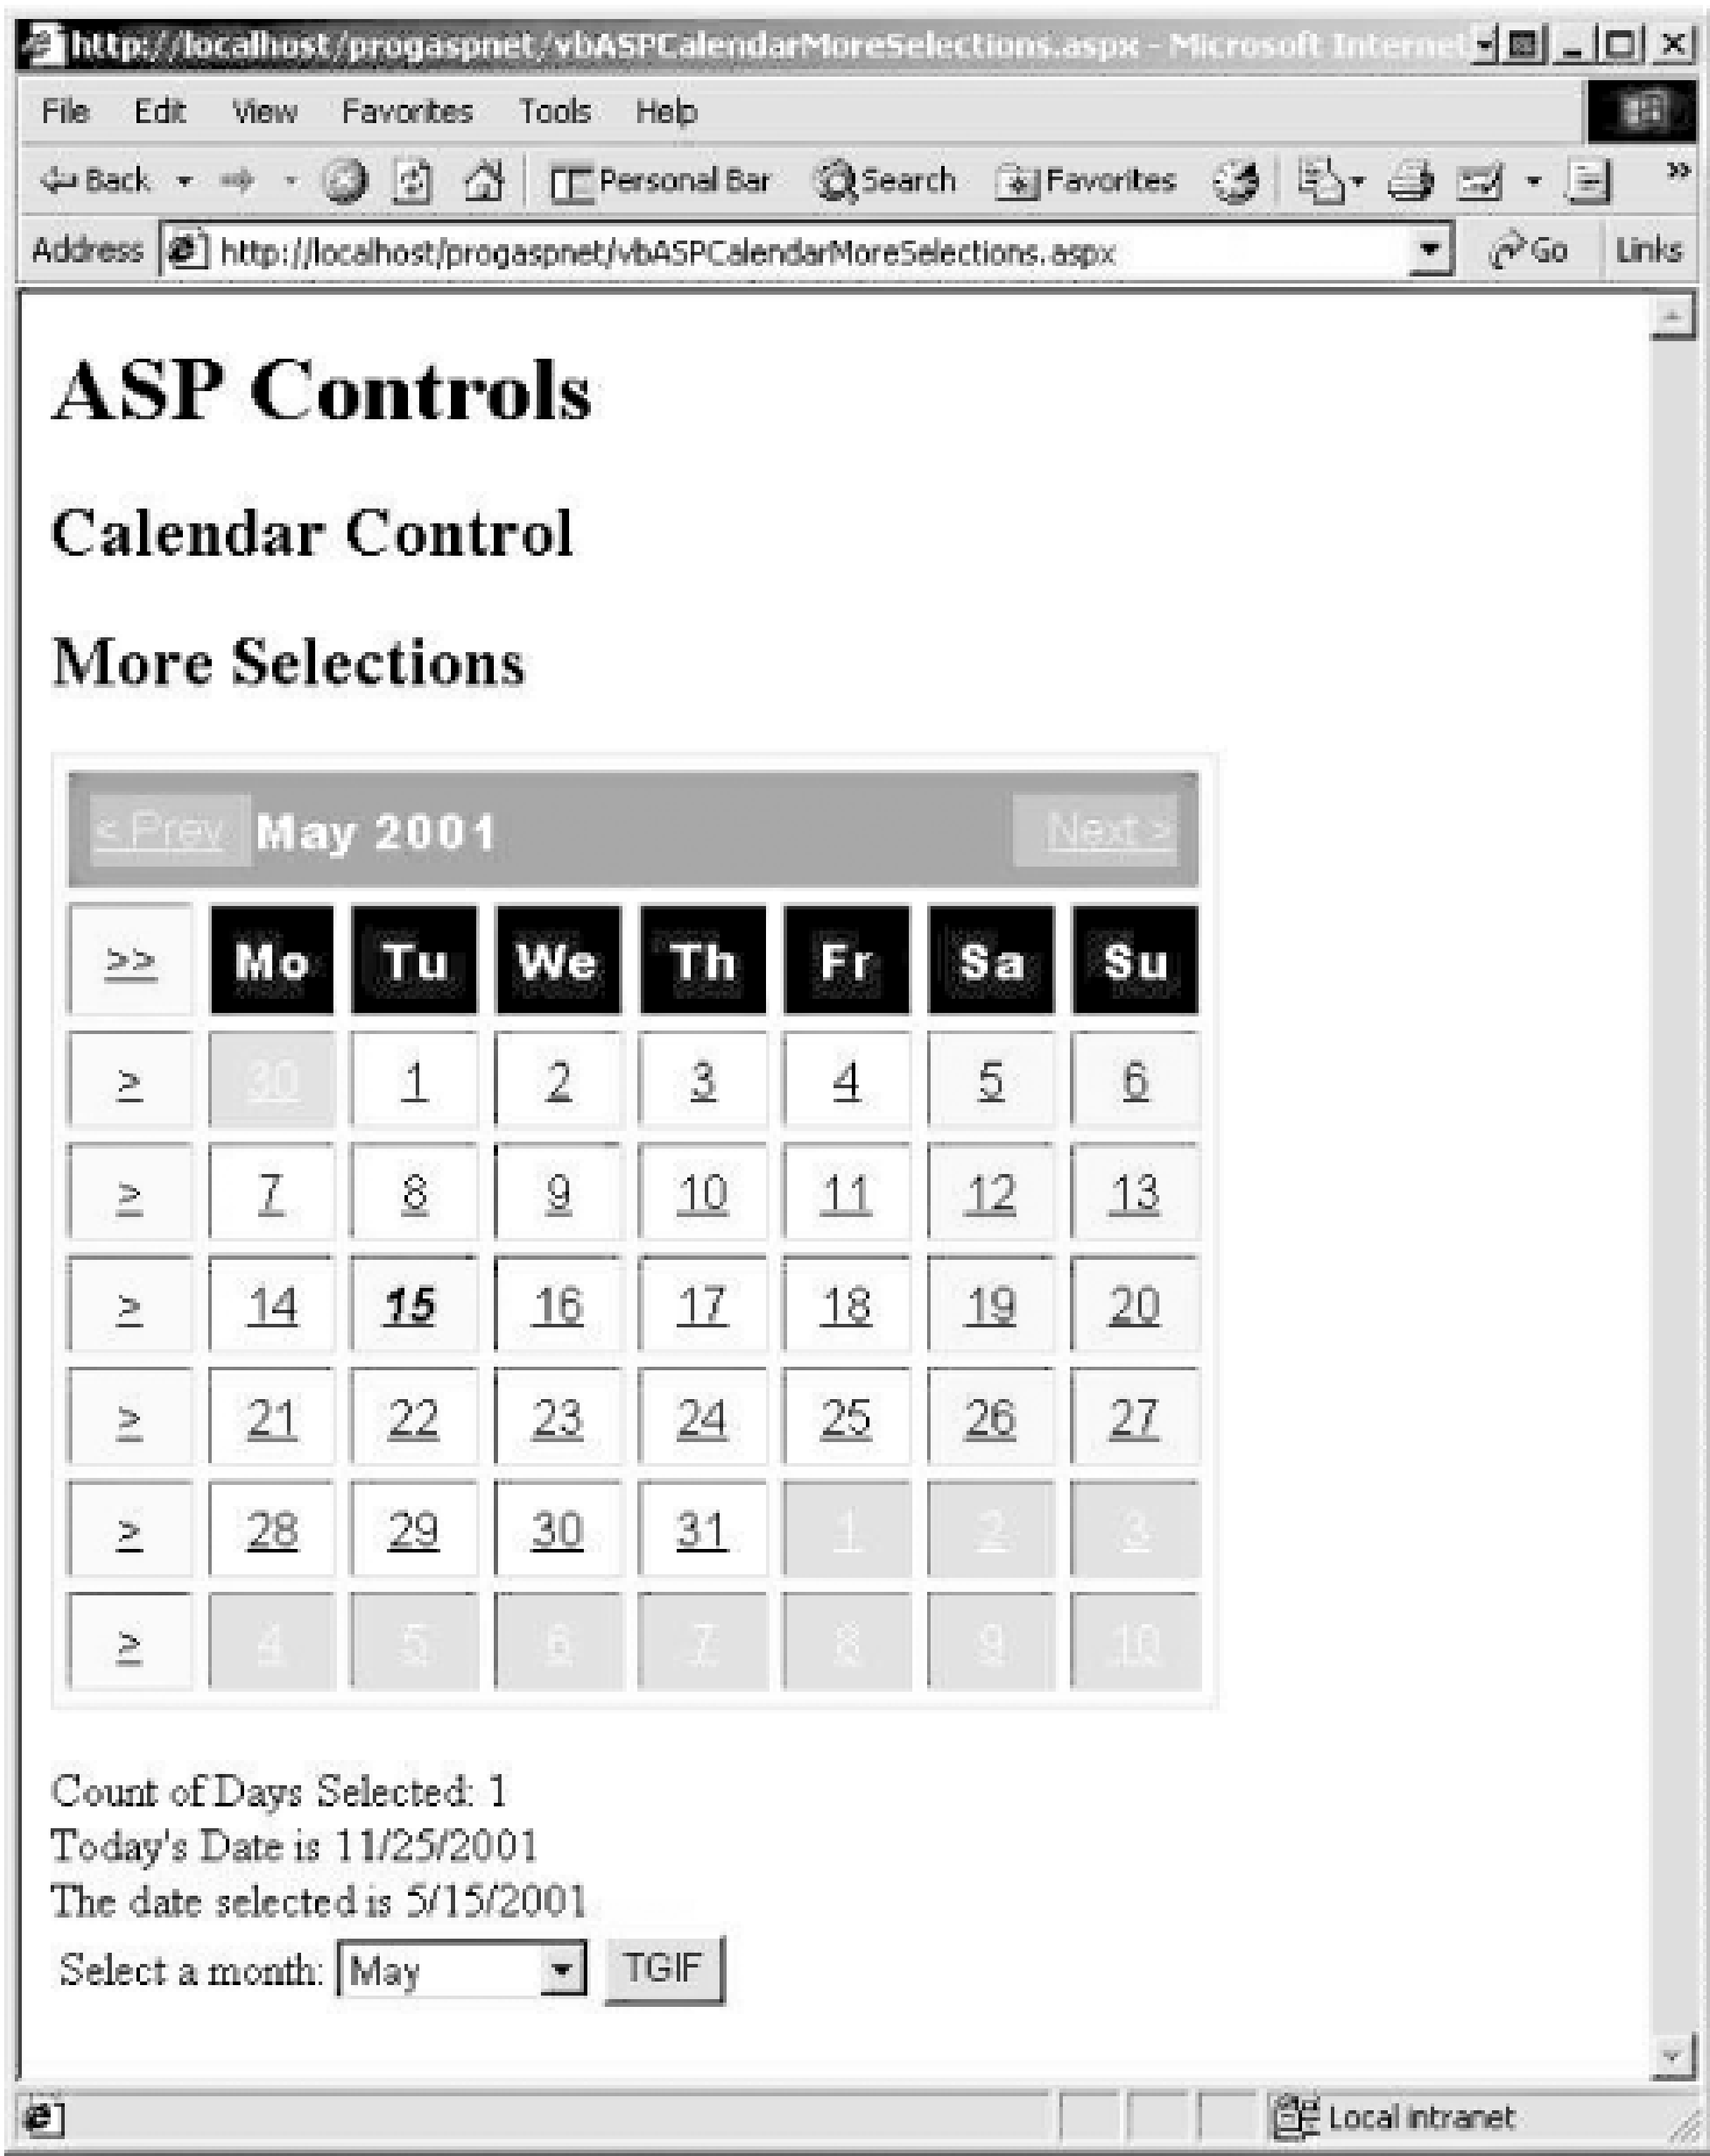 http://localhost/progaspnet/vbASPCalendarMoreSelections.aspx - Microsoft Internet
File Edit View Favorites Tools Help
Back Personal Bar Search Favorites »
Address http://localhost/progaspnet/vbASPCalendarMoreSelections.aspx Go Links
ASP Controls
Calendar Control
More Selections
< Prev May 2001 Next >
>> Mo Tu We Th Fr Sa Su
> 30 1 2 3 4 5 6
> 7 8 9 10 11 12 13
> 14 15 16 17 18 19 20
> 21 22 23 24 25 26 27
> 28 29 30 31 1 2 3
> 4 5 6 7 8 9 10
Count of Days Selected: 1
Today's Date is 11/25/2001
The date selected is 5/15/2001
Select a month: May TGIF
Local intranet